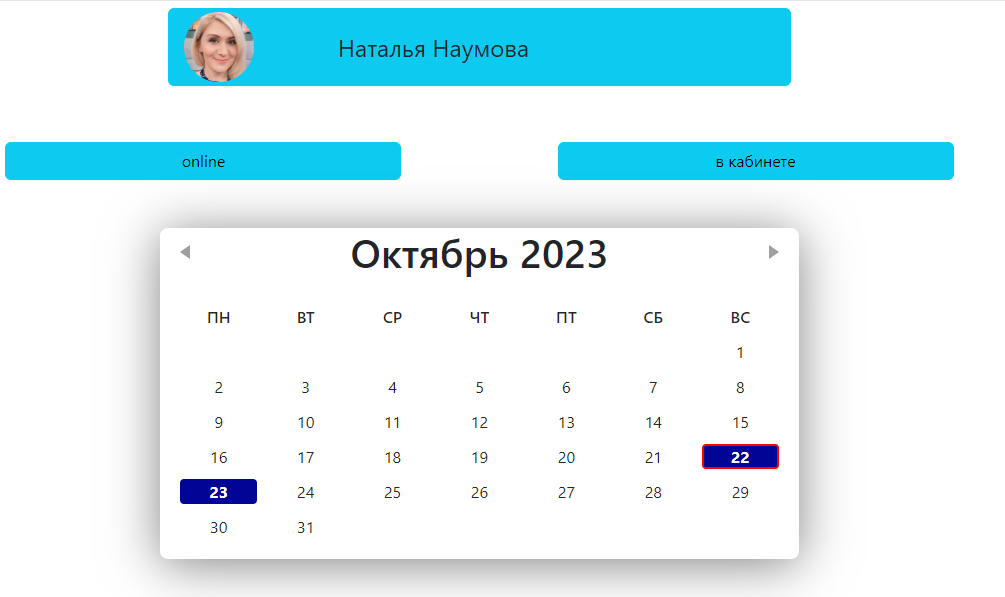 Наталья Наумова
online
в кабинете
Октябрь 2023
ПН ВТ СР ЧТ ПТ СБ ВС
1
2 3 4 5 6 7 8
9 10 11 12 13 14 15
16 17 18 19 20 21 22
23 24 25 26 27 28 29
30 31